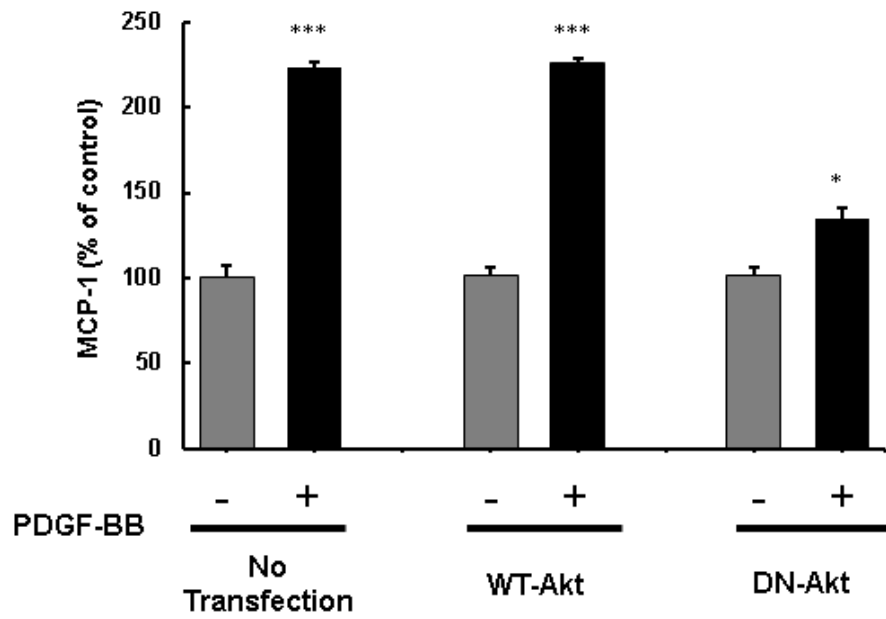 MCP-1 (% of control)
250
200
150
100
50
0
***
***
*
PDGF-BB
- + - + - +
No
Transfection
WT-Akt
DN-Akt